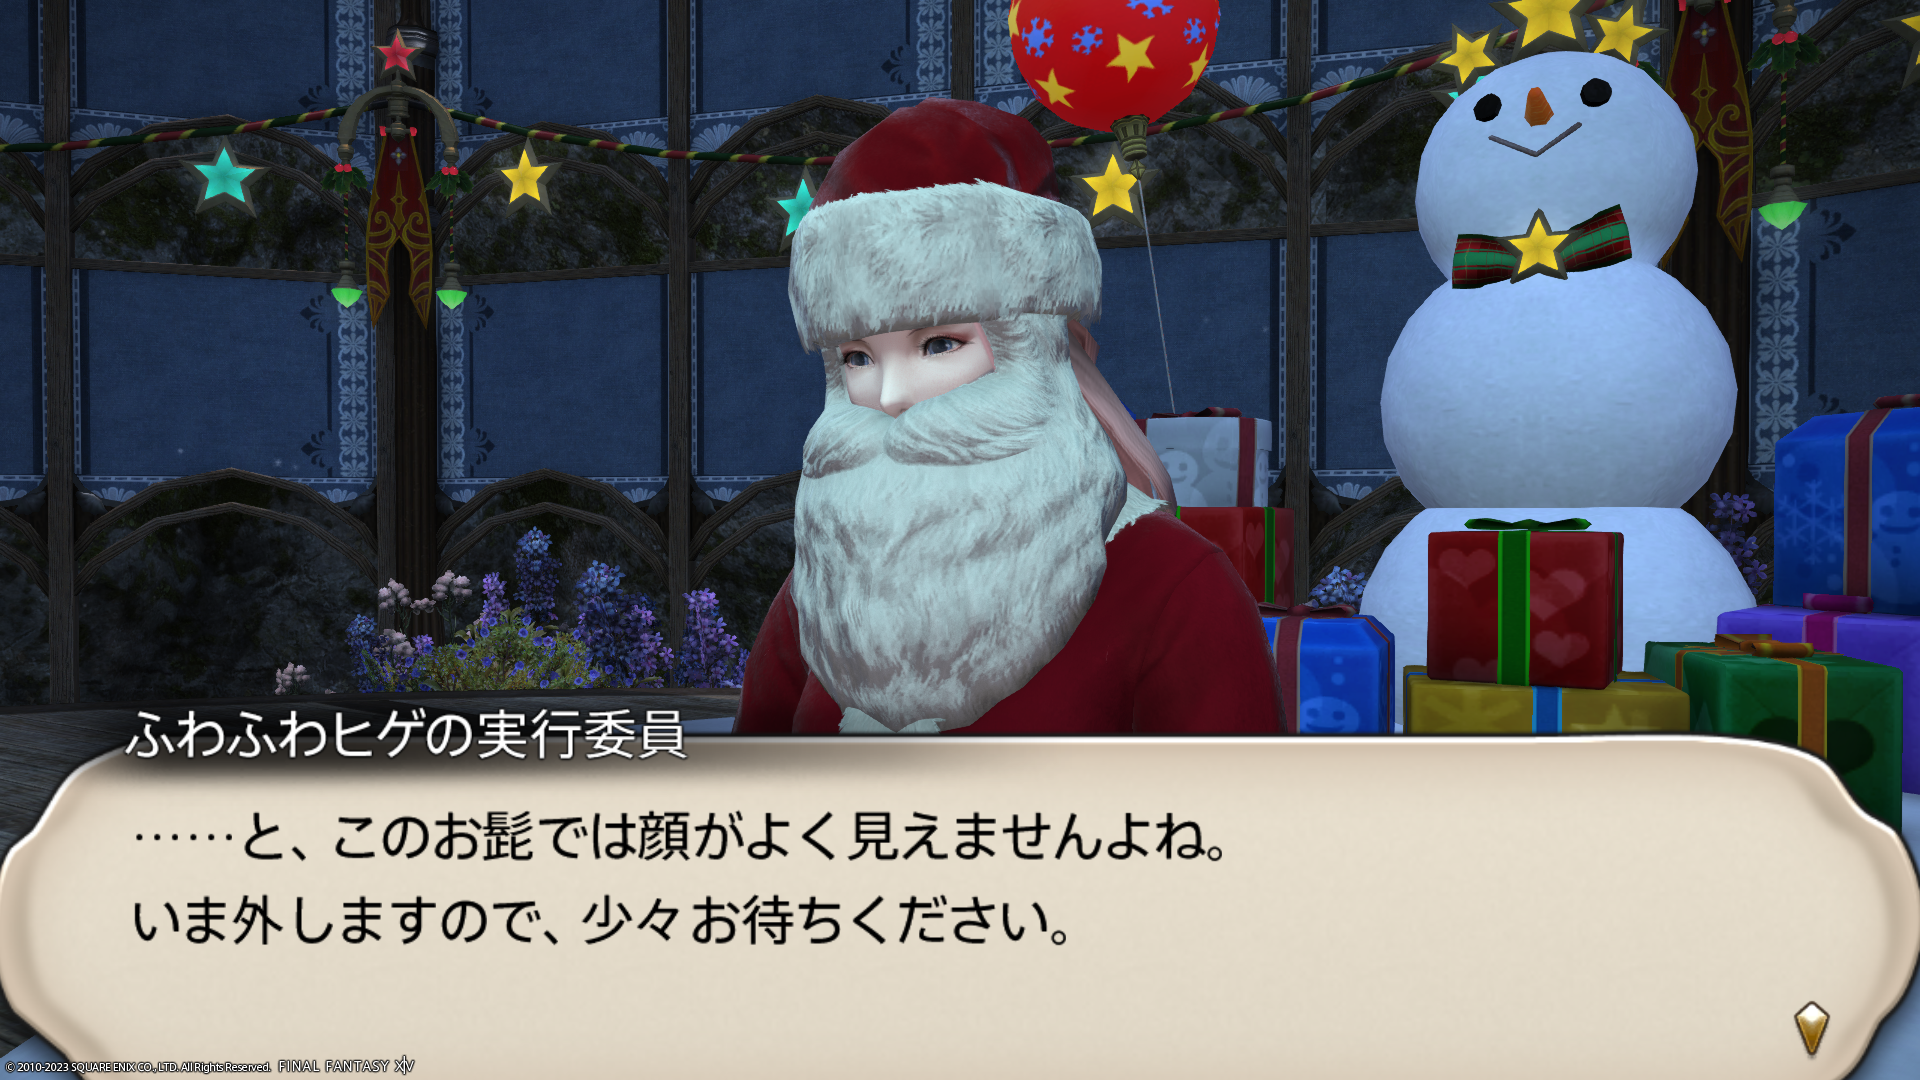 ふわふわヒゲの実行委員
……と、このお髭では顔がよく見えませんよね。
いま外しますので、少々お待ちください。
© 2010-2023 SQUARE ENIX CO., LTD. All Rights Reserved. FINAL FANTASY XIV